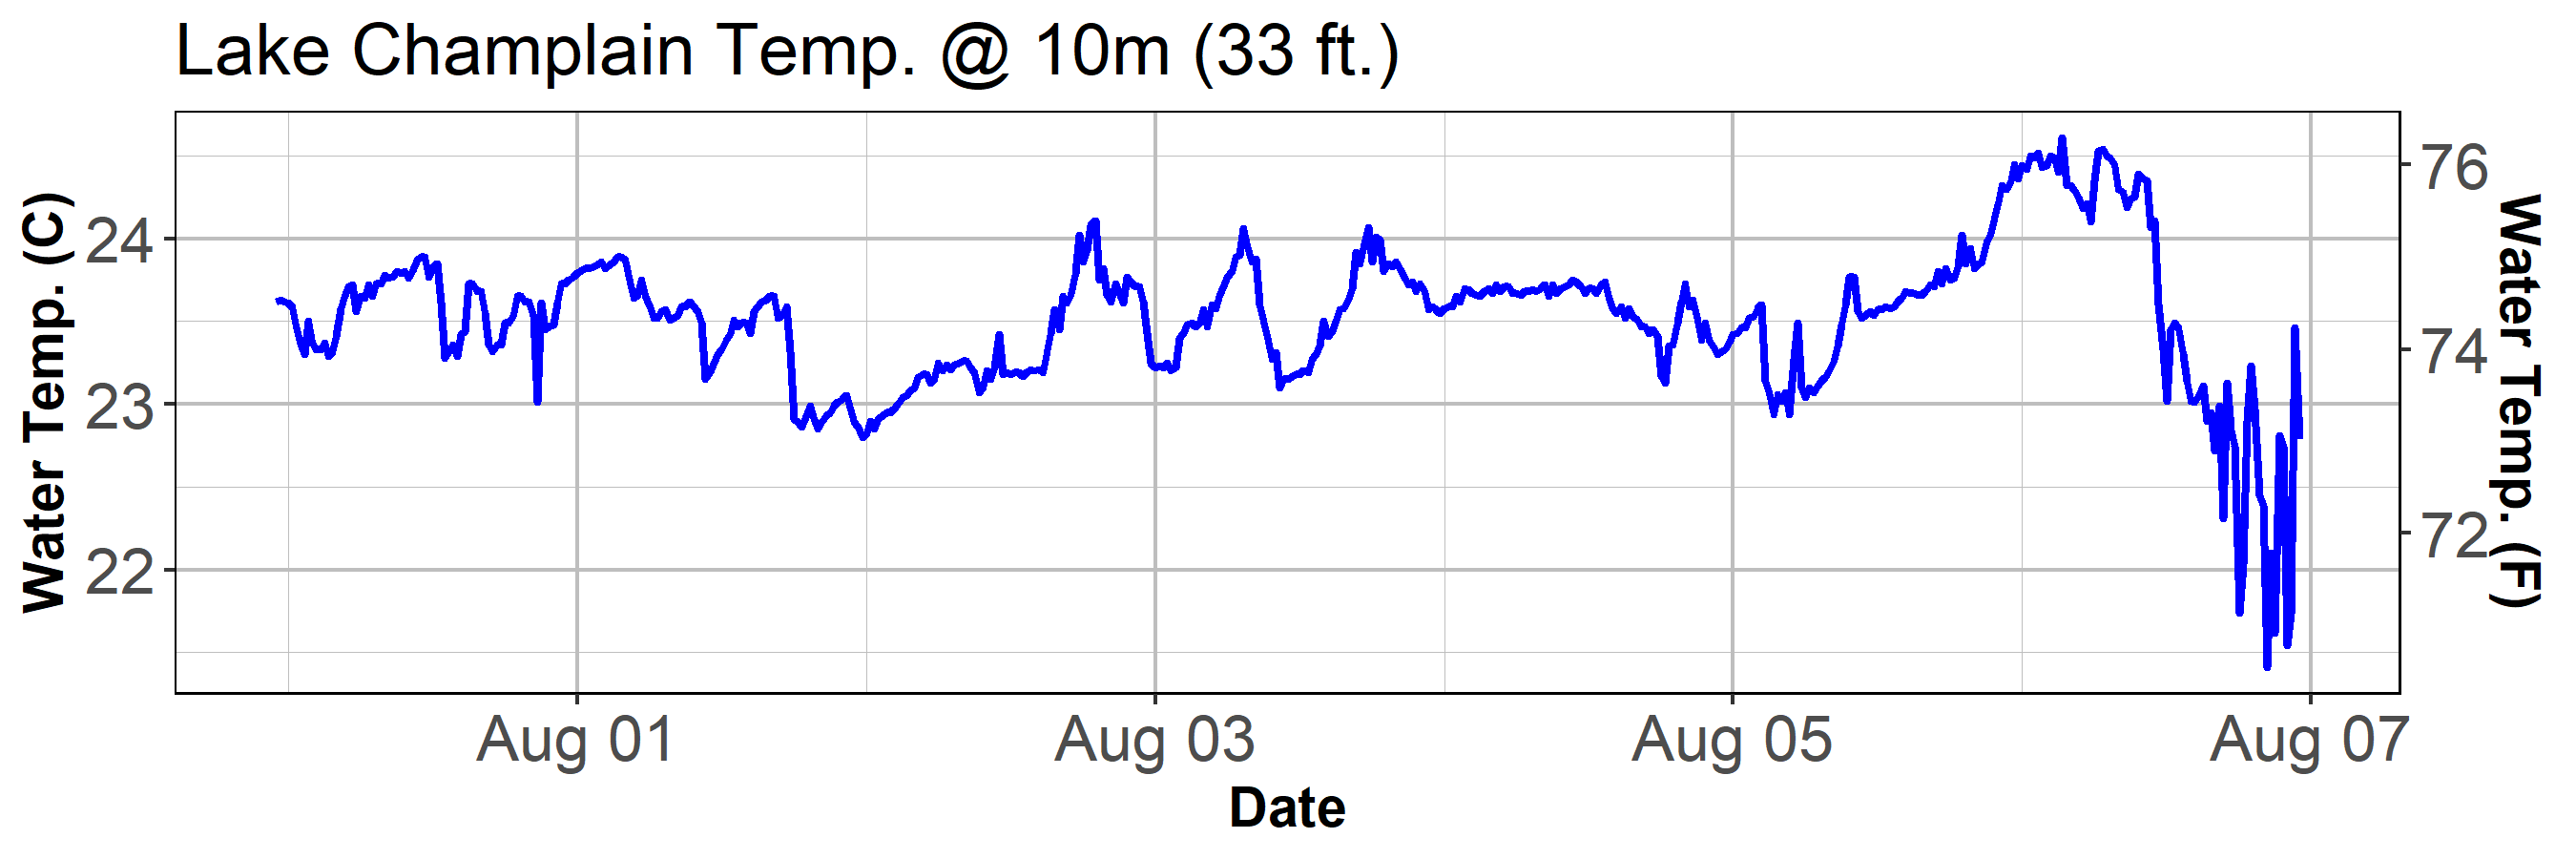 Lake Champlain Temp. @ 10m (33 ft.)
Water Temp. (C)
24
23
22
76
74
72
Water Temp. (F)
Aug 01
Aug 03
Aug 05
Aug 07
Date